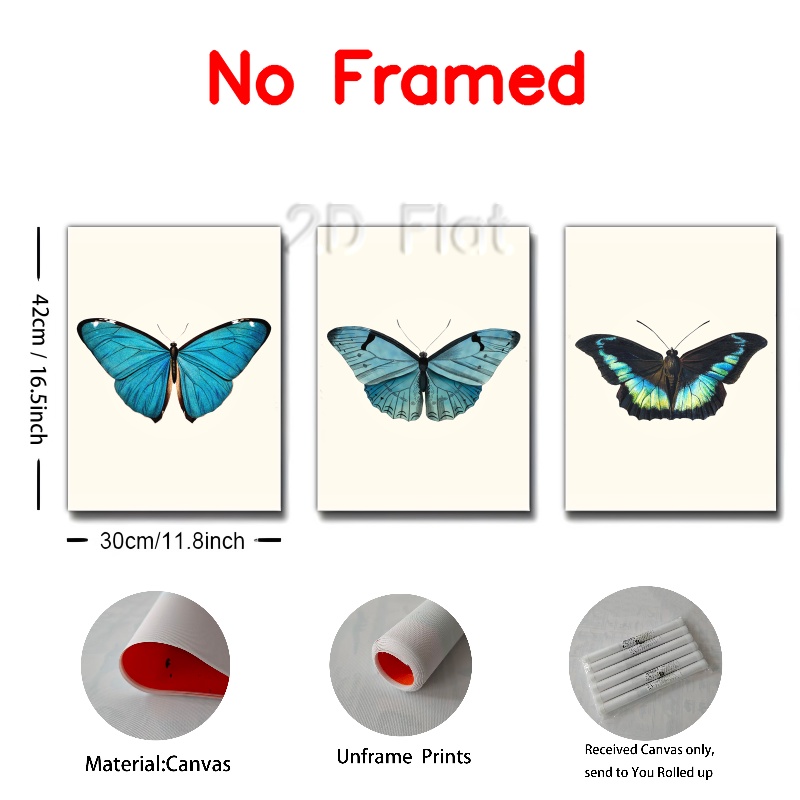 No Framed
2D Flat
42cm / 16.5inch
30cm/11.8inch
Material:Canvas
Unframe Prints
Received Canvas only,
send to You Rolled up